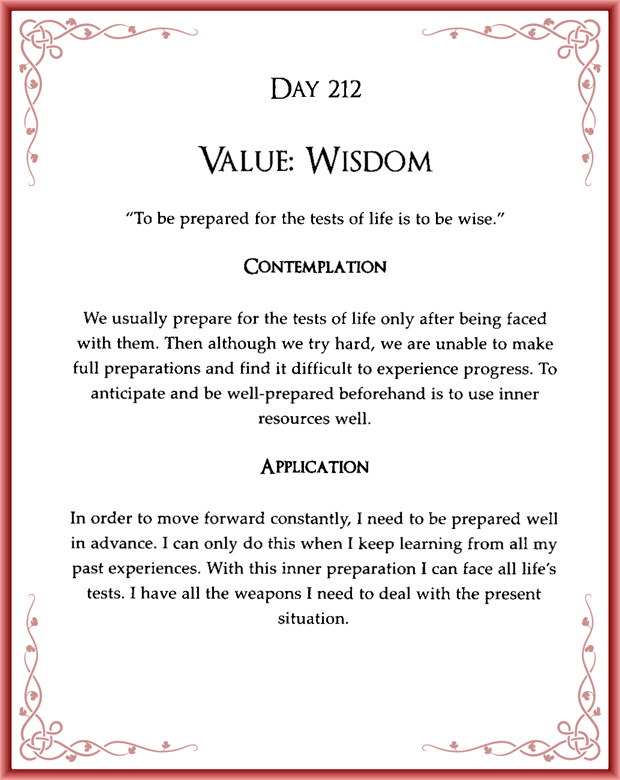 Day 212
Value: Wisdom
“To be prepared for the tests of life is to be wise.”
Contemplation
We usually prepare for the tests of life only after being faced
with them. Then although we try hard, we are unable to make
full preparations and find it difficult to experience progress. To
anticipate and be well-prepared beforehand is to use inner
resources well.
Application
In order to move forward constantly, I need to be prepared well
in advance. I can only do this when I keep learning from all my
past experiences. With this inner preparation I can face all life’s
tests. I have all the weapons I need to deal with the present
situation.